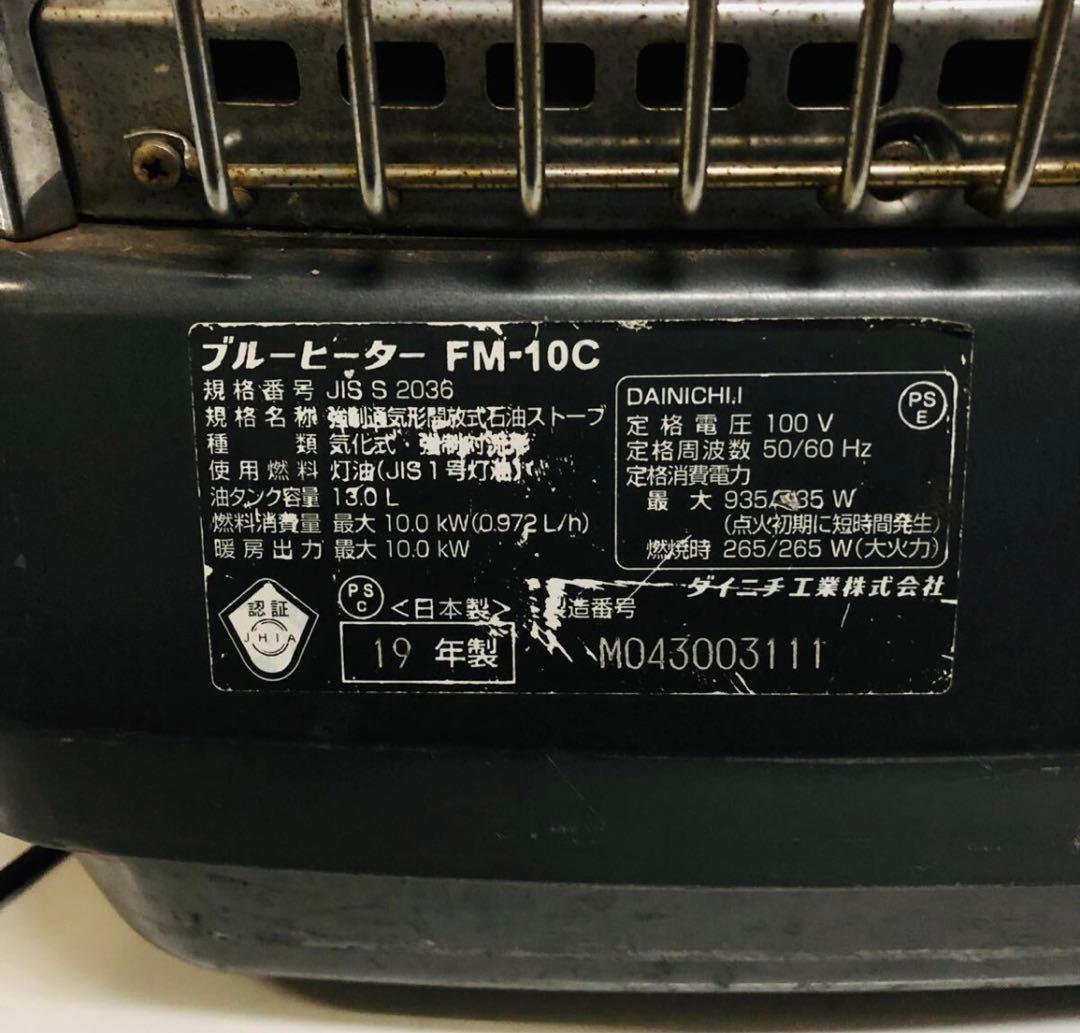 ブルーヒーター FM-10C
規格番号 JIS S 2036
規格名称 強制通気形開放式石油ストーブ
種類 気化式 強制対流形
使用燃料 灯油(JIS1号灯油)
油タンク容量 13.0 L
燃料消費量 最大 10.0 kW(0.972 L/h)
暖房出力 最大 10.0 kW
認証
JHIA
PS
C
<日本製>
19 年製
DAINICHI.I
PS
E
定格電圧 100 V
定格周波数 50/60 Hz
定格消費電力
最大 935/ 35 W
(点火初期に短時間発生)
燃焼時 265/265 W(大火力)
ダイニチ工業株式会社
製造番号
M043003111